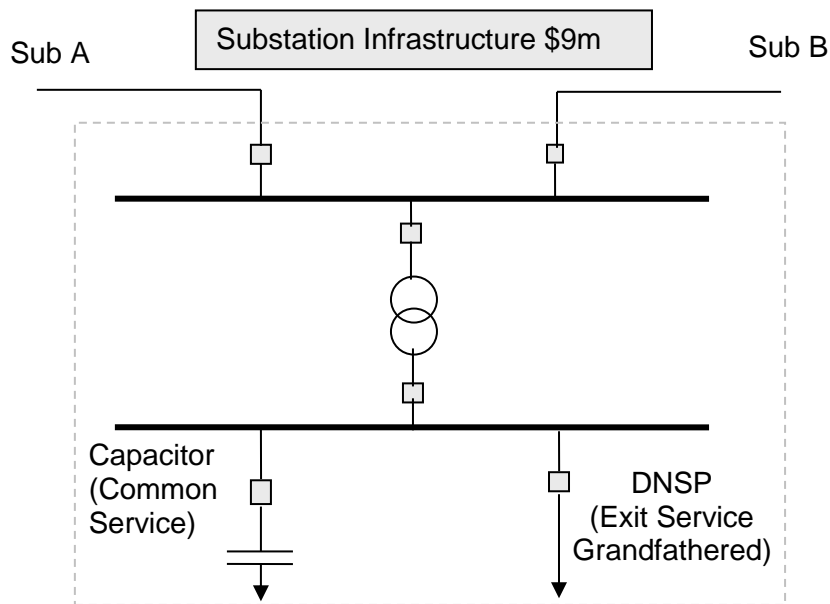 Substation Infrastructure $9m
Sub A
Sub B
Capacitor
(Common
Service)
DNSP
(Exit Service
Grandfathered)